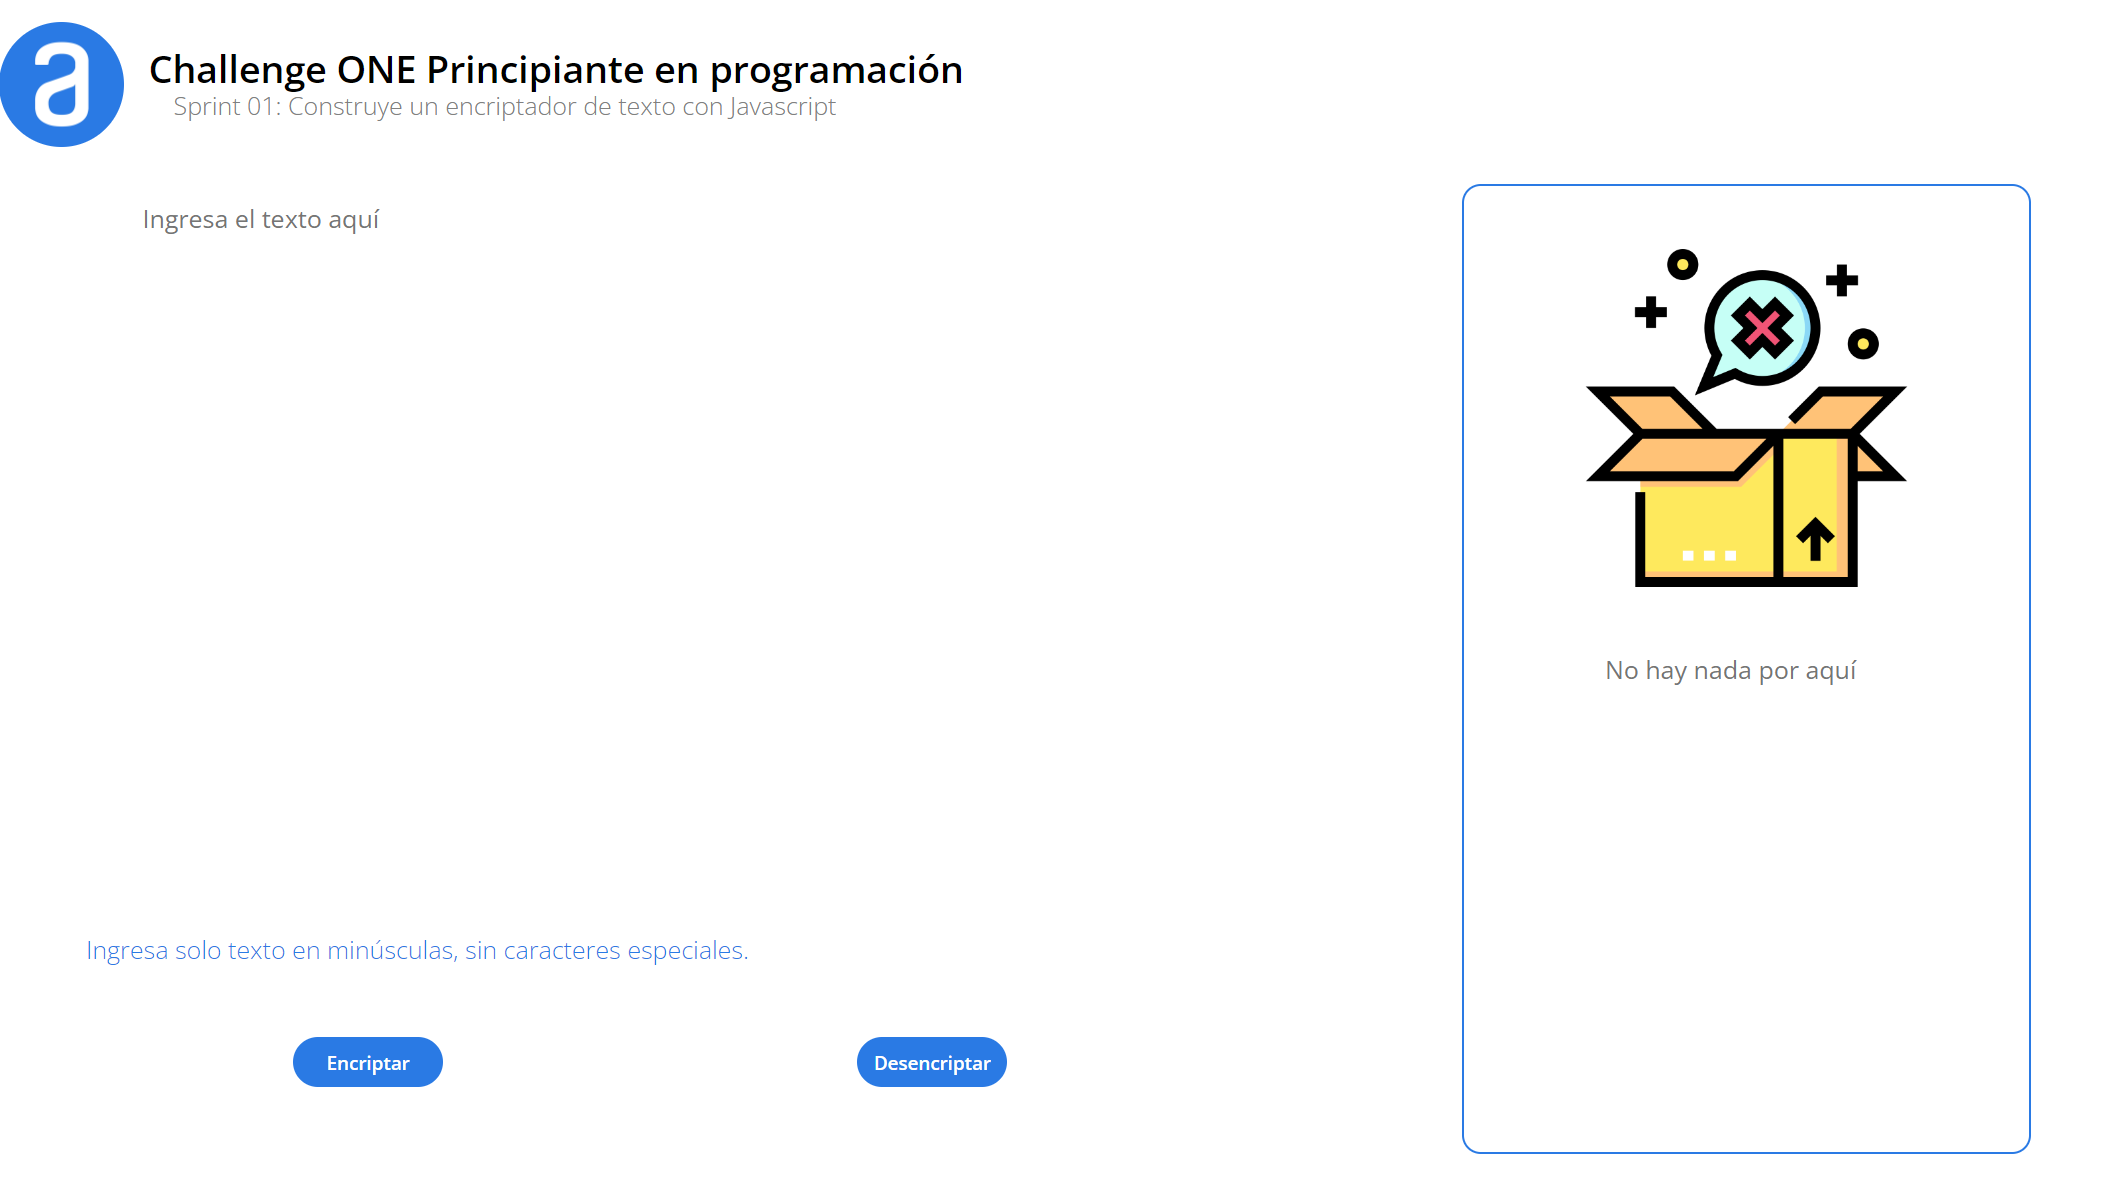 a
Challenge ONE Principiante en programación
Sprint 01: Construye un encriptador de texto con Javascript
Ingresa el texto aquí
No hay nada por aquí
Ingresa solo texto en minúsculas, sin caracteres especiales.
Encriptar
Desencriptar